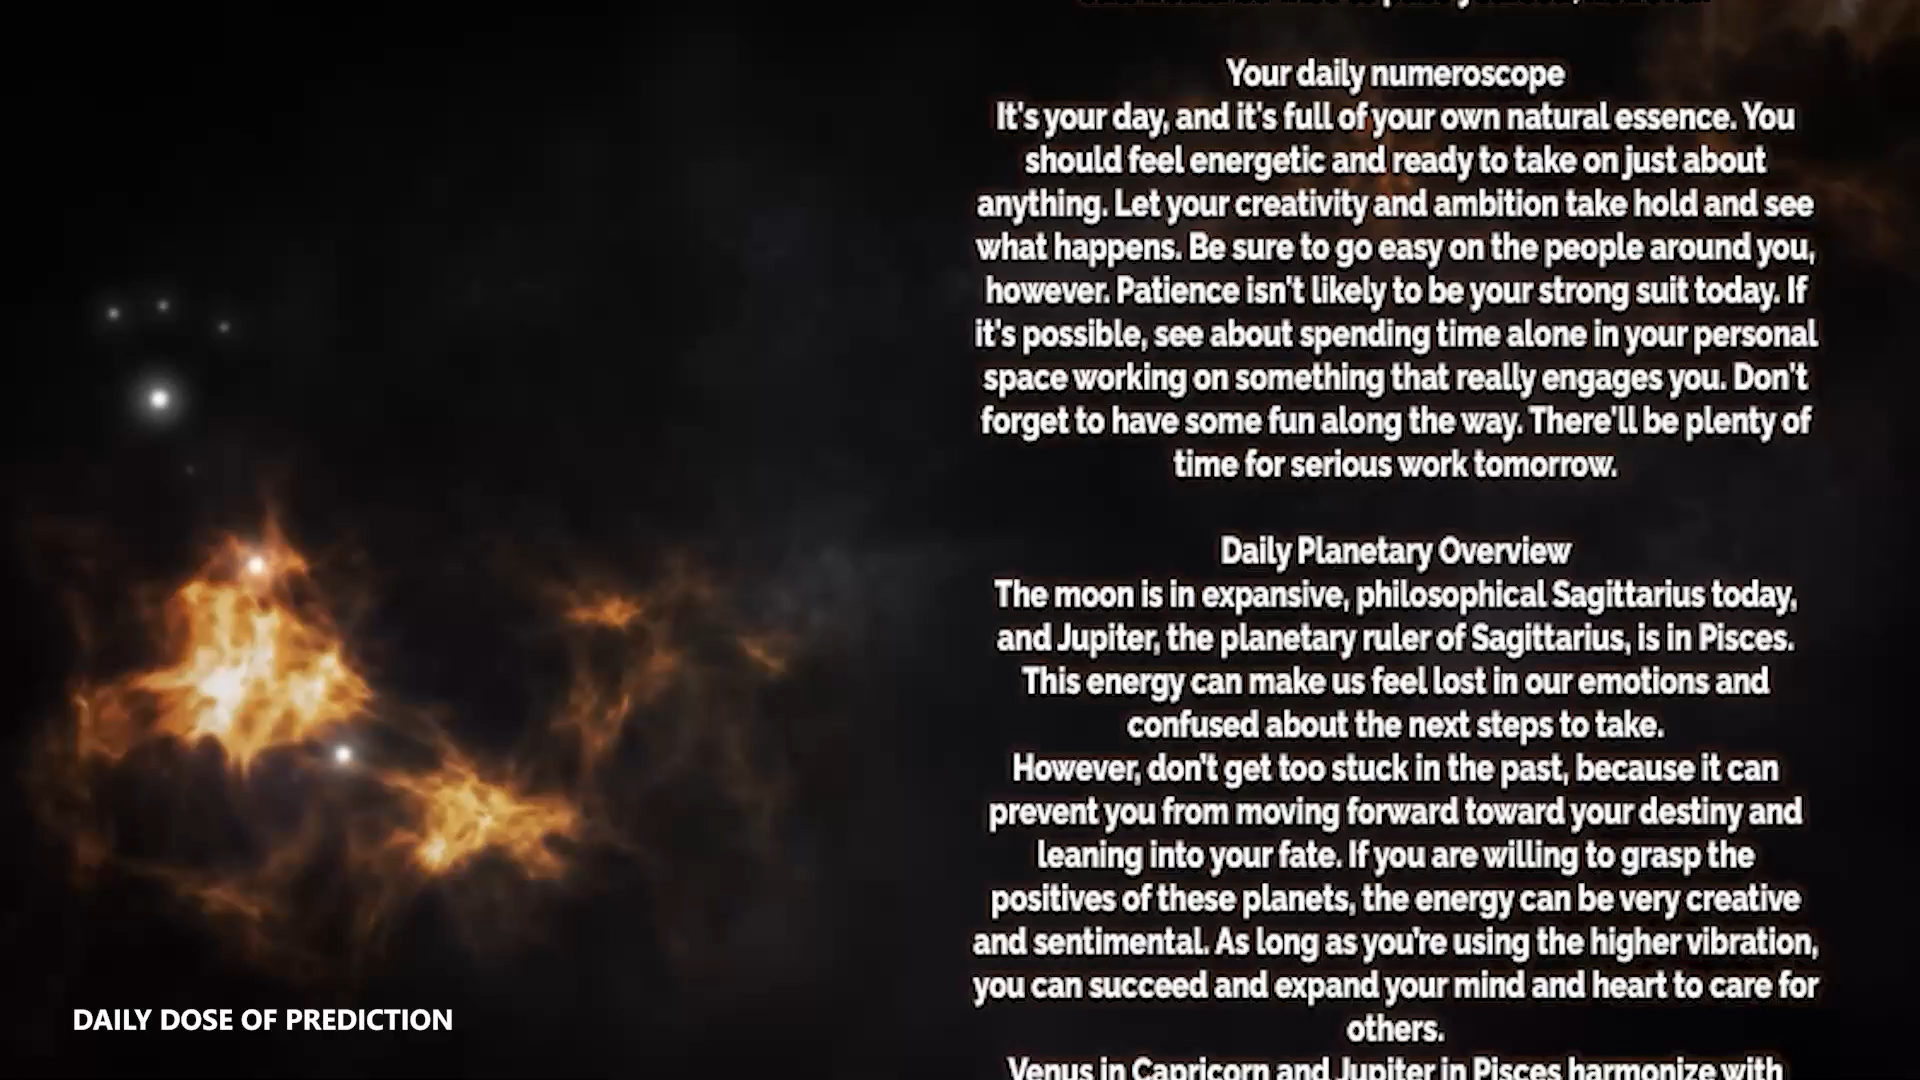 Your daily numeroscope
It's your day, and it's full of your own natural essence. You
should feel energetic and ready to take on just about
anything. Let your creativity and ambition take hold and see
what happens. Be sure to go easy on the people around you,
however. Patience isn't likely to be your strong suit today. If
it's possible, see about spending time alone in your personal
space working on something that really engages you. Don't
forget to have some fun along the way. There'll be plenty of
time for serious work tomorrow.
Daily Planetary Overview
The moon is in expansive, philosophical Sagittarius today,
and Jupiter, the planetary ruler of Sagittarius, is in Pisces.
This energy can make us feel lost in our emotions and
confused about the next steps to take.
However, don't get too stuck in the past, because it can
prevent you from moving forward toward your destiny and
leaning into your fate. If you are willing to grasp the
positives of these planets, the energy can be very creative
and sentimental. As long as you're using the higher vibration,
you can succeed and expand your mind and heart to care for
others.
Venus in Capricorn and Jupiter in Pisces harmonize with
DAILY DOSE OF PREDICTION